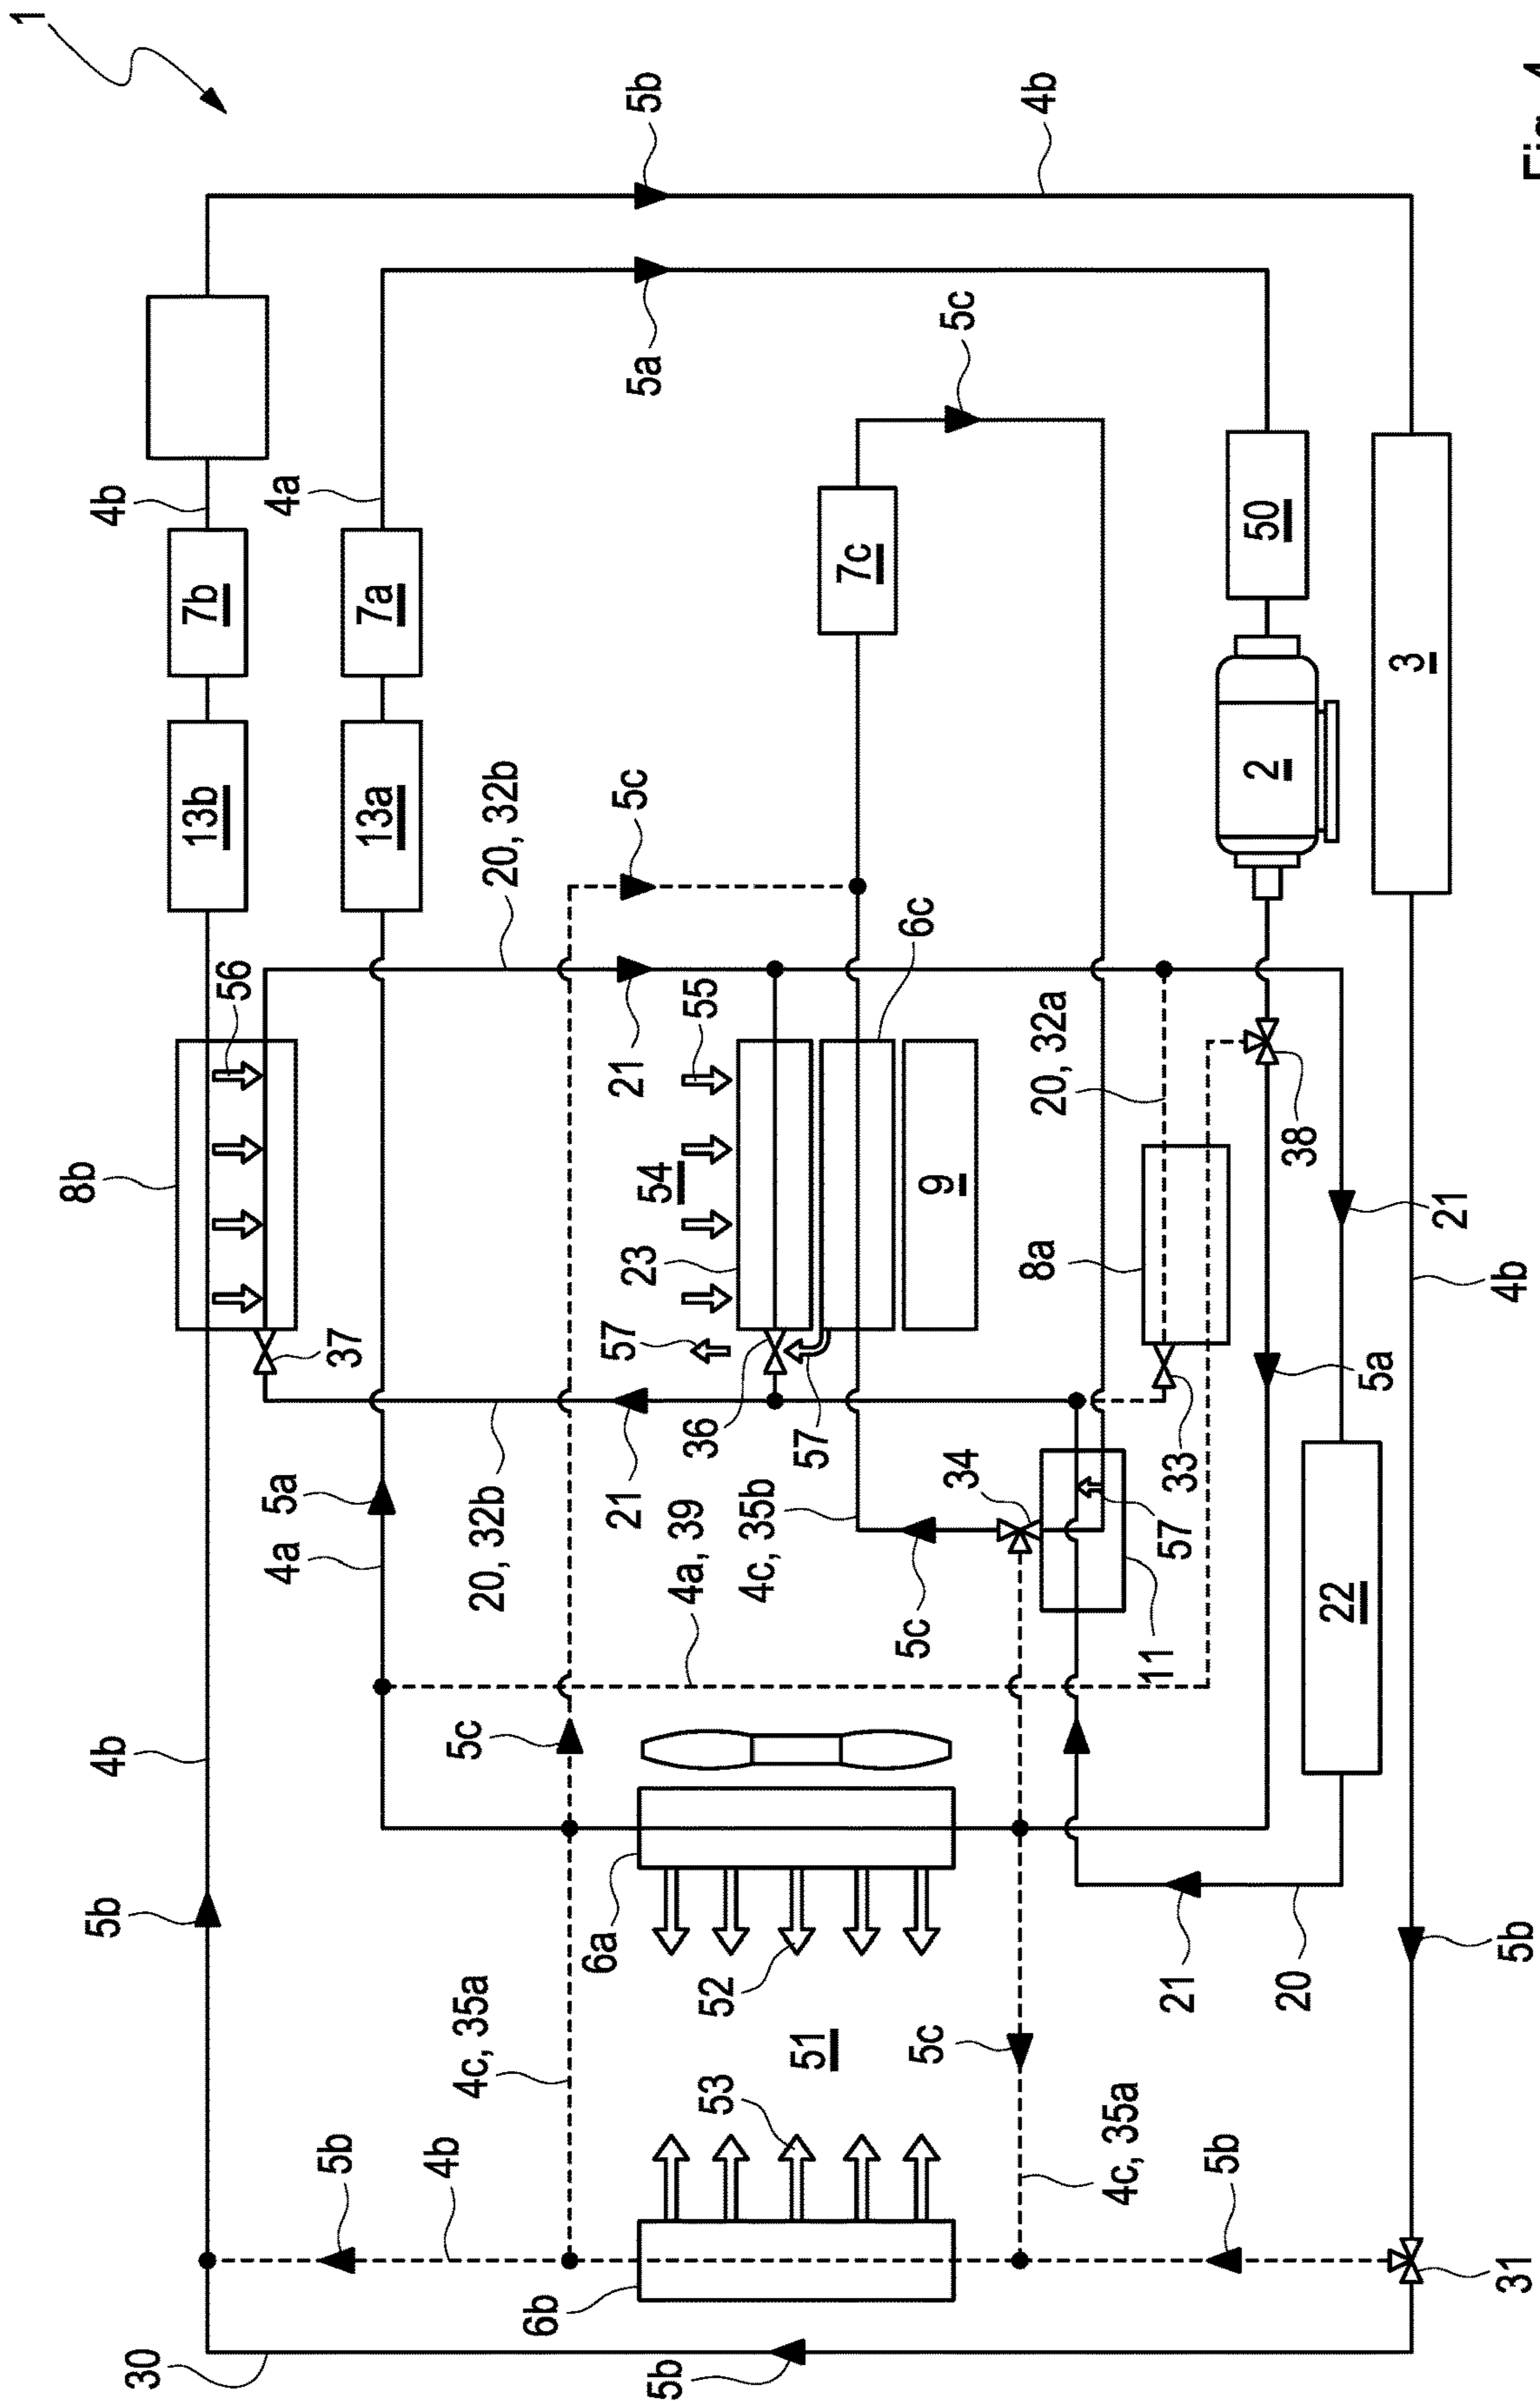 1
8b
5b 4b 4b
30
13b 7b
56
4a 5a 4a
5b 37
13a 7a
4b
4c, 35a 5c
20, 32b 20, 32b
6b
6a
21 21
57 23 5c 5a 5b
5b 54
4a, 39
36 55
53 52
4c, 35b
51 57
7c
5c 5c 6c
9
34 5c
8a 4b
20, 32a
4c, 35a
11
21 57 33
5b
2 50
20 38
22 5a
3
21
31 5b 4b